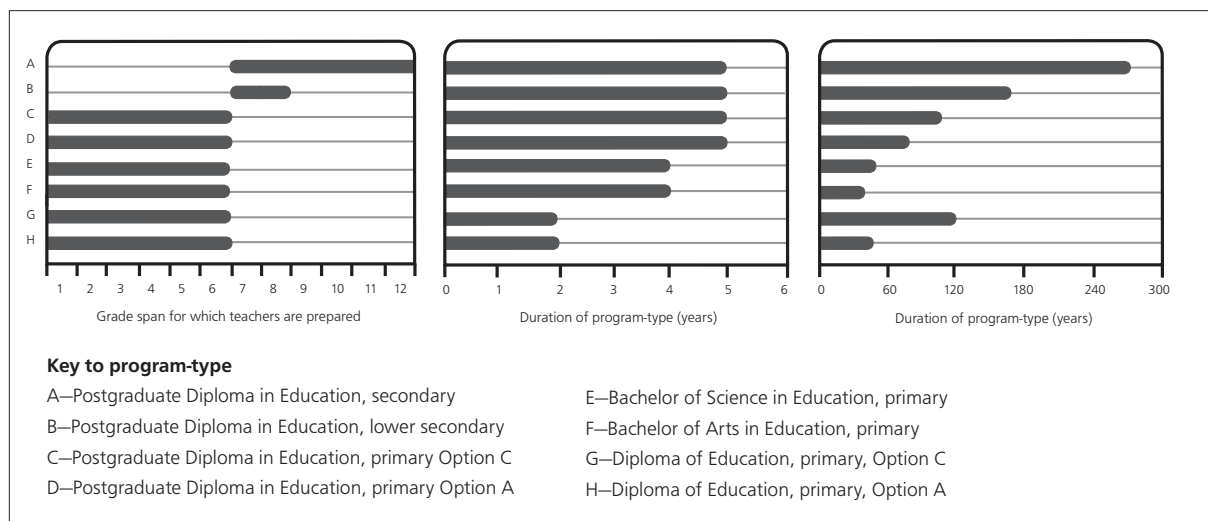 A
B
C
D
E
F
G
H
1 2 3 4 5 6 7 8 9 10 11 12
0 1 2 3 4 5 6
0 60 120 180 240 300
Grade span for which teachers are prepared
Duration of program-type (years)
Duration of program-type (years)
Key to program-type
A—Postgraduate Diploma in Education, secondary
B—Postgraduate Diploma in Education, lower secondary
C—Postgraduate Diploma in Education, primary Option C
D—Postgraduate Diploma in Education, primary Option A
E—Bachelor of Science in Education, primary
F—Bachelor of Arts in Education, primary
G—Diploma of Education, primary, Option C
H—Diploma of Education, primary, Option A